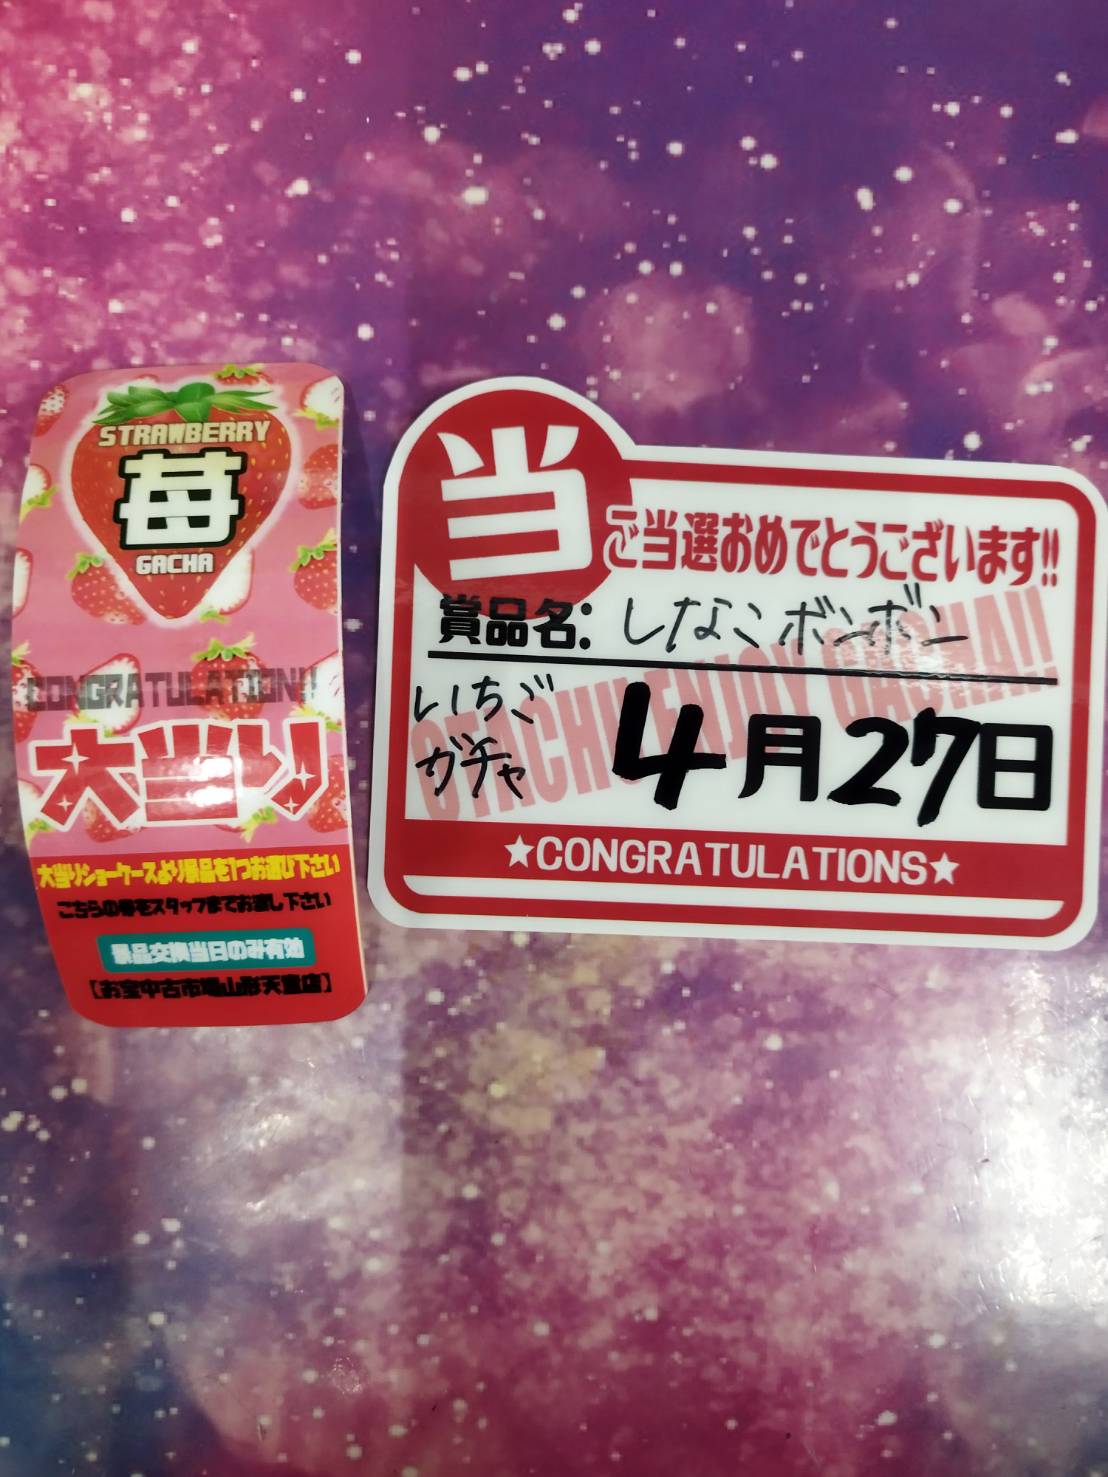 STRAWBERRY
苺
GACHA
CONGRATULATION!!
大当り
大当りショーケースより景品を1つお選び下さい
こちらの券をスタッフまでお渡し下さい
景品交換当日のみ有効
【お宝中古市場山形天童店】
当
ご当選おめでとうございます!!
賞品名:しなこボンボン
いちご
ガチャ
4月27日
OTACHU ENJOY GACHA!!
★CONGRATULATIONS★